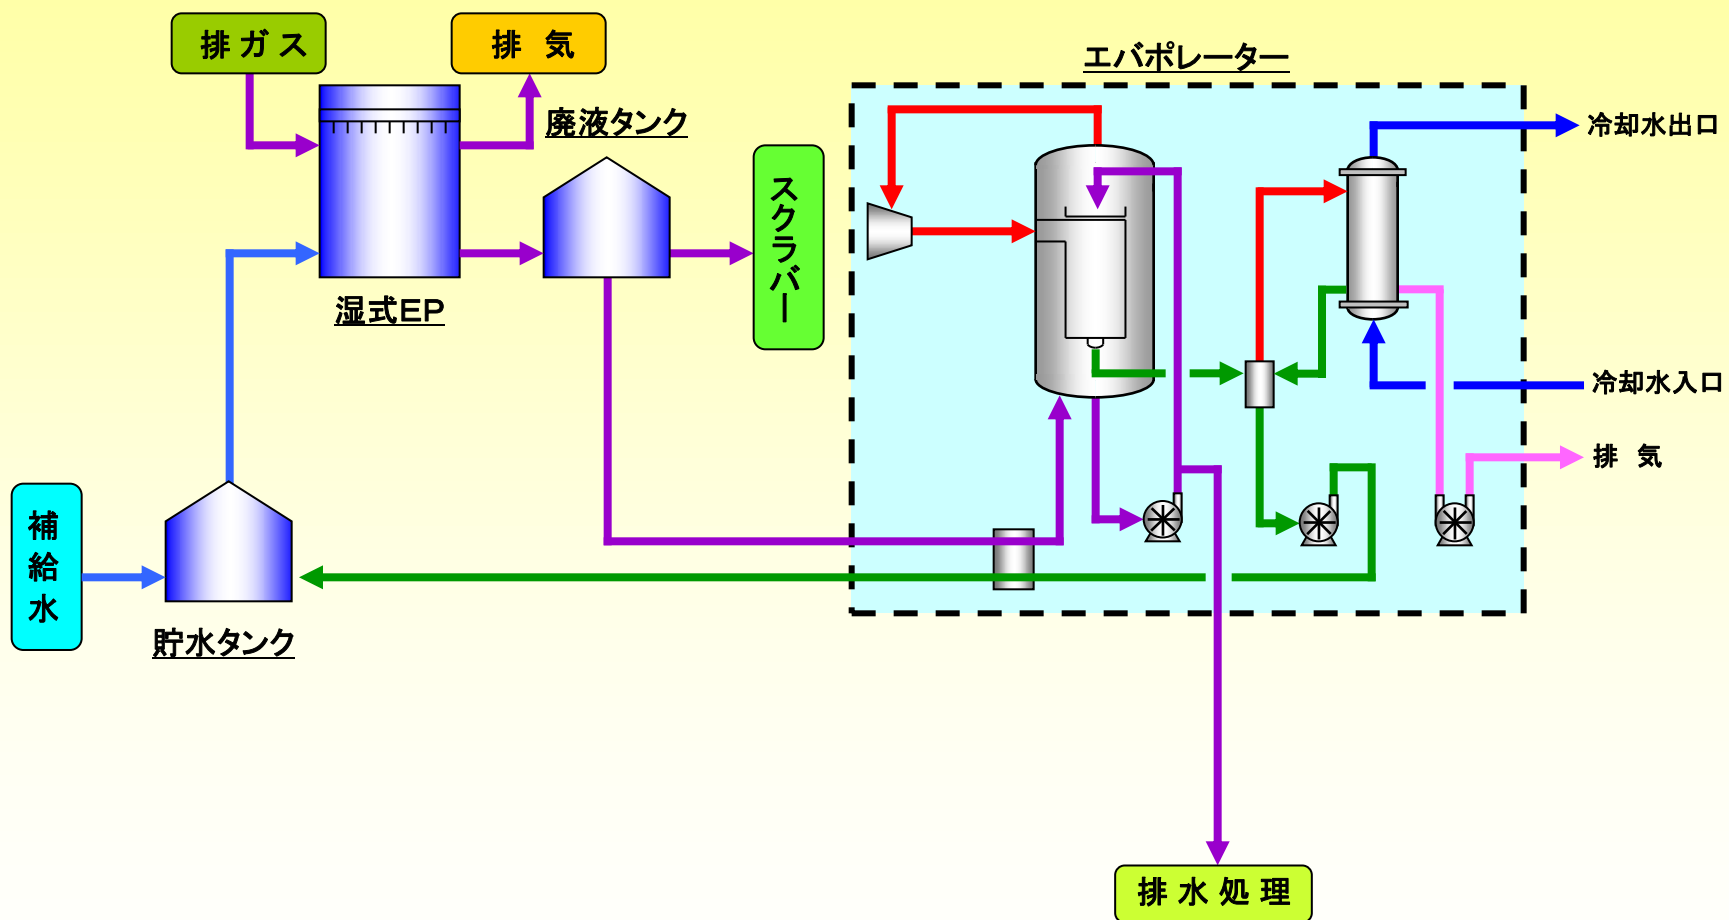 排ガス
排 気
エバポレーター
廃液タンク
冷却水出口
スクラバー
湿式EP
冷却水入口
排 気
補給水
貯水タンク
排水処理